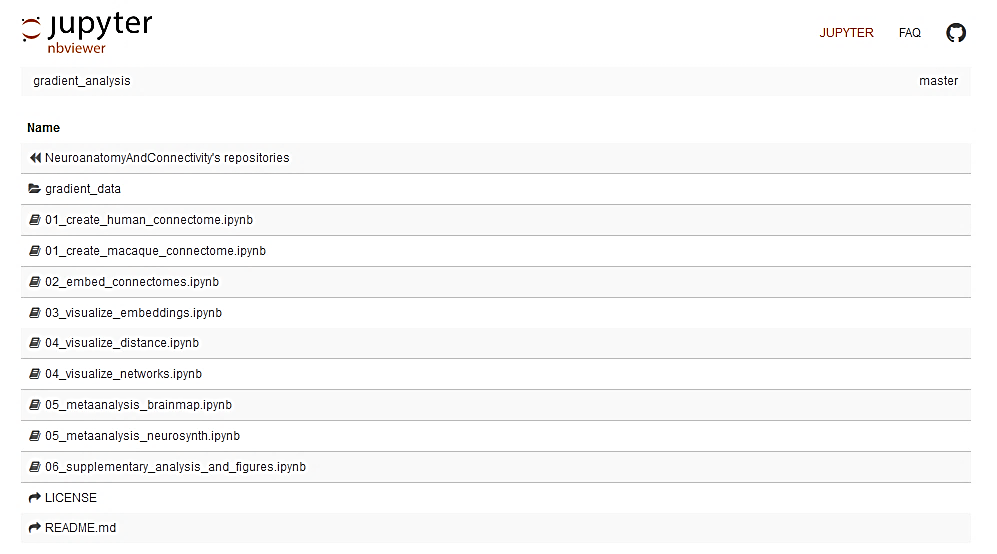 jupyter
nbviewer
JUPYTER FAQ
gradient_analysis master
Name
NeuroanatomyAndConnectivity's repositories
gradient_data
01_create_human_connectome.ipynb
01_create_macaque_connectome.ipynb
02_embed_connectomes.ipynb
03_visualize_embeddings.ipynb
04_visualize_distance.ipynb
04_visualize_networks.ipynb
05_metaanalysis_brainmap.ipynb
05_metaanalysis_neurosynth.ipynb
06_supplementary_analysis_and_figures.ipynb
LICENSE
README.md